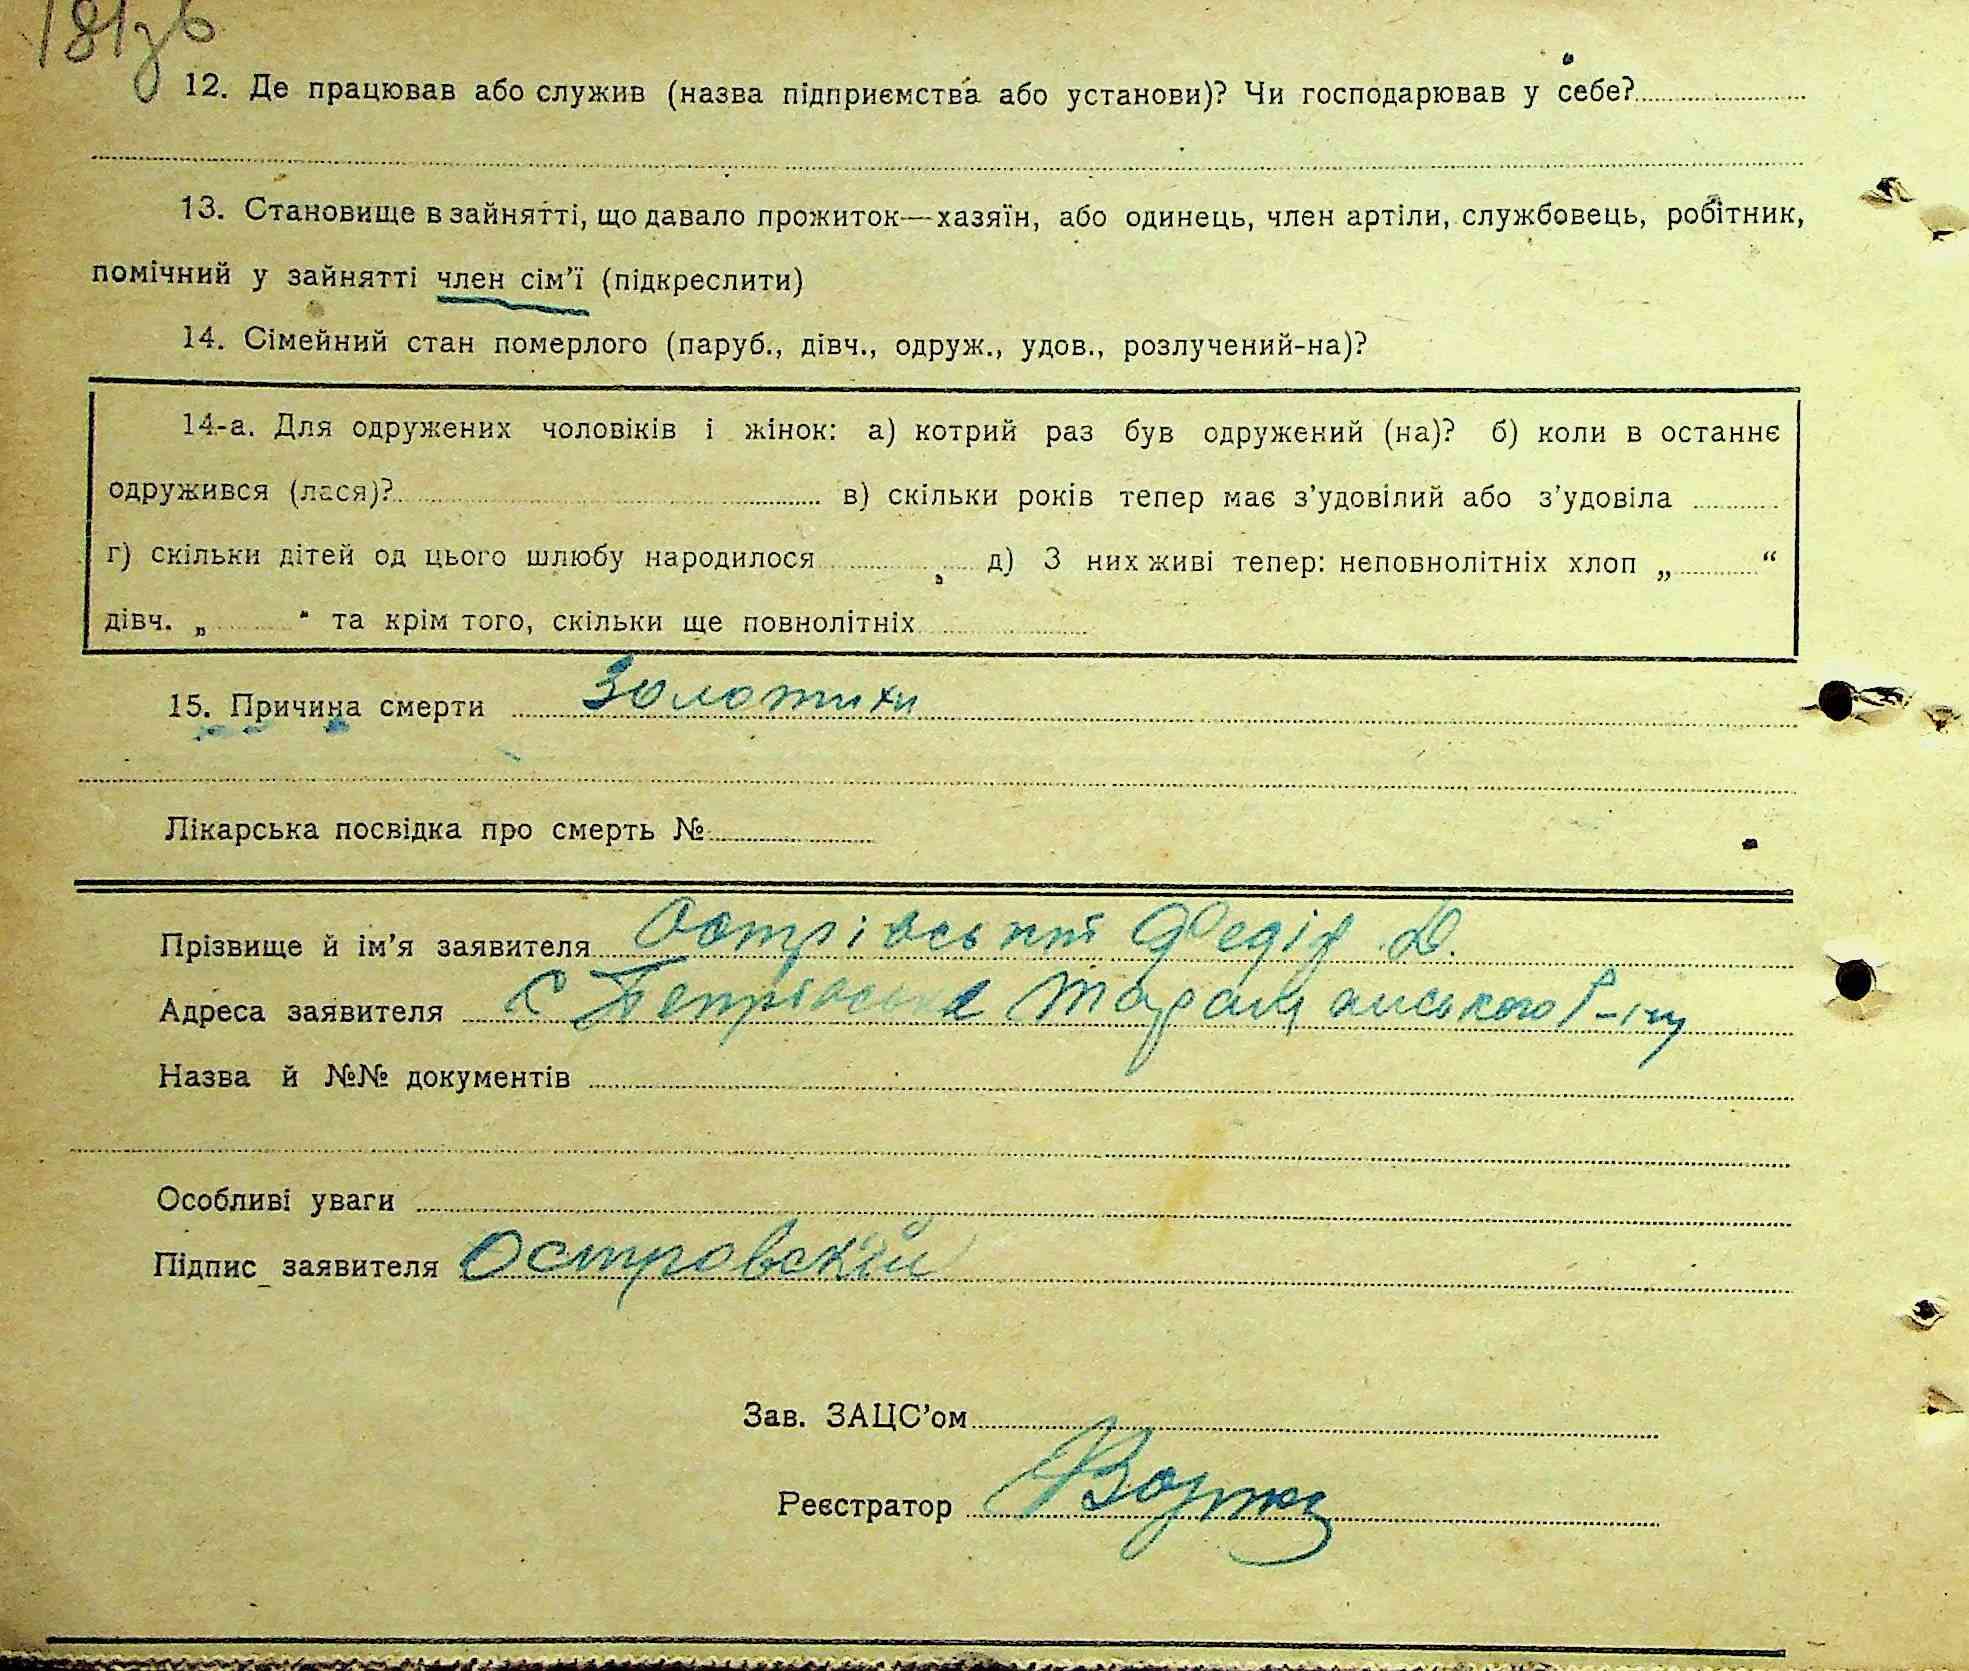 181зв
12. Де працював або служив (назва підприємства або установи)? Чи господарював у себе?
13. Становище в зайнятті, що давало прожиток—хазяїн, або одинець, член артіли, службовець, робітник,
помічний у зайнятті член сім'ї (підкреслити)
14. Сімейний стан померлого (паруб., дівч., одруж., удов., розлучений-на)?
14-а. Для одружених чоловіків і жінок: а) котрий раз був одружений (на)? б) коли в останнє
одружився (лася)? в) скільки років тепер має з'удовілий або з'удовіла
г) скільки дітей од цього шлюбу народилося д) З них живі тепер: неповнолітніх хлоп „ “
дівч. „ “ та крім того, скільки ще повнолітніх
15. Причина смерти Золотихи
Лікарська посвідка про смерть №
Прізвище й ім'я заявителя Острівський Федір Д.
Адреса заявителя с Петрівське Таращанського Р-ну
Назва й №№ документів
Особливі уваги
Підпис заявителя Островскій
Зав. ЗАЦС'ом
Реєстратор